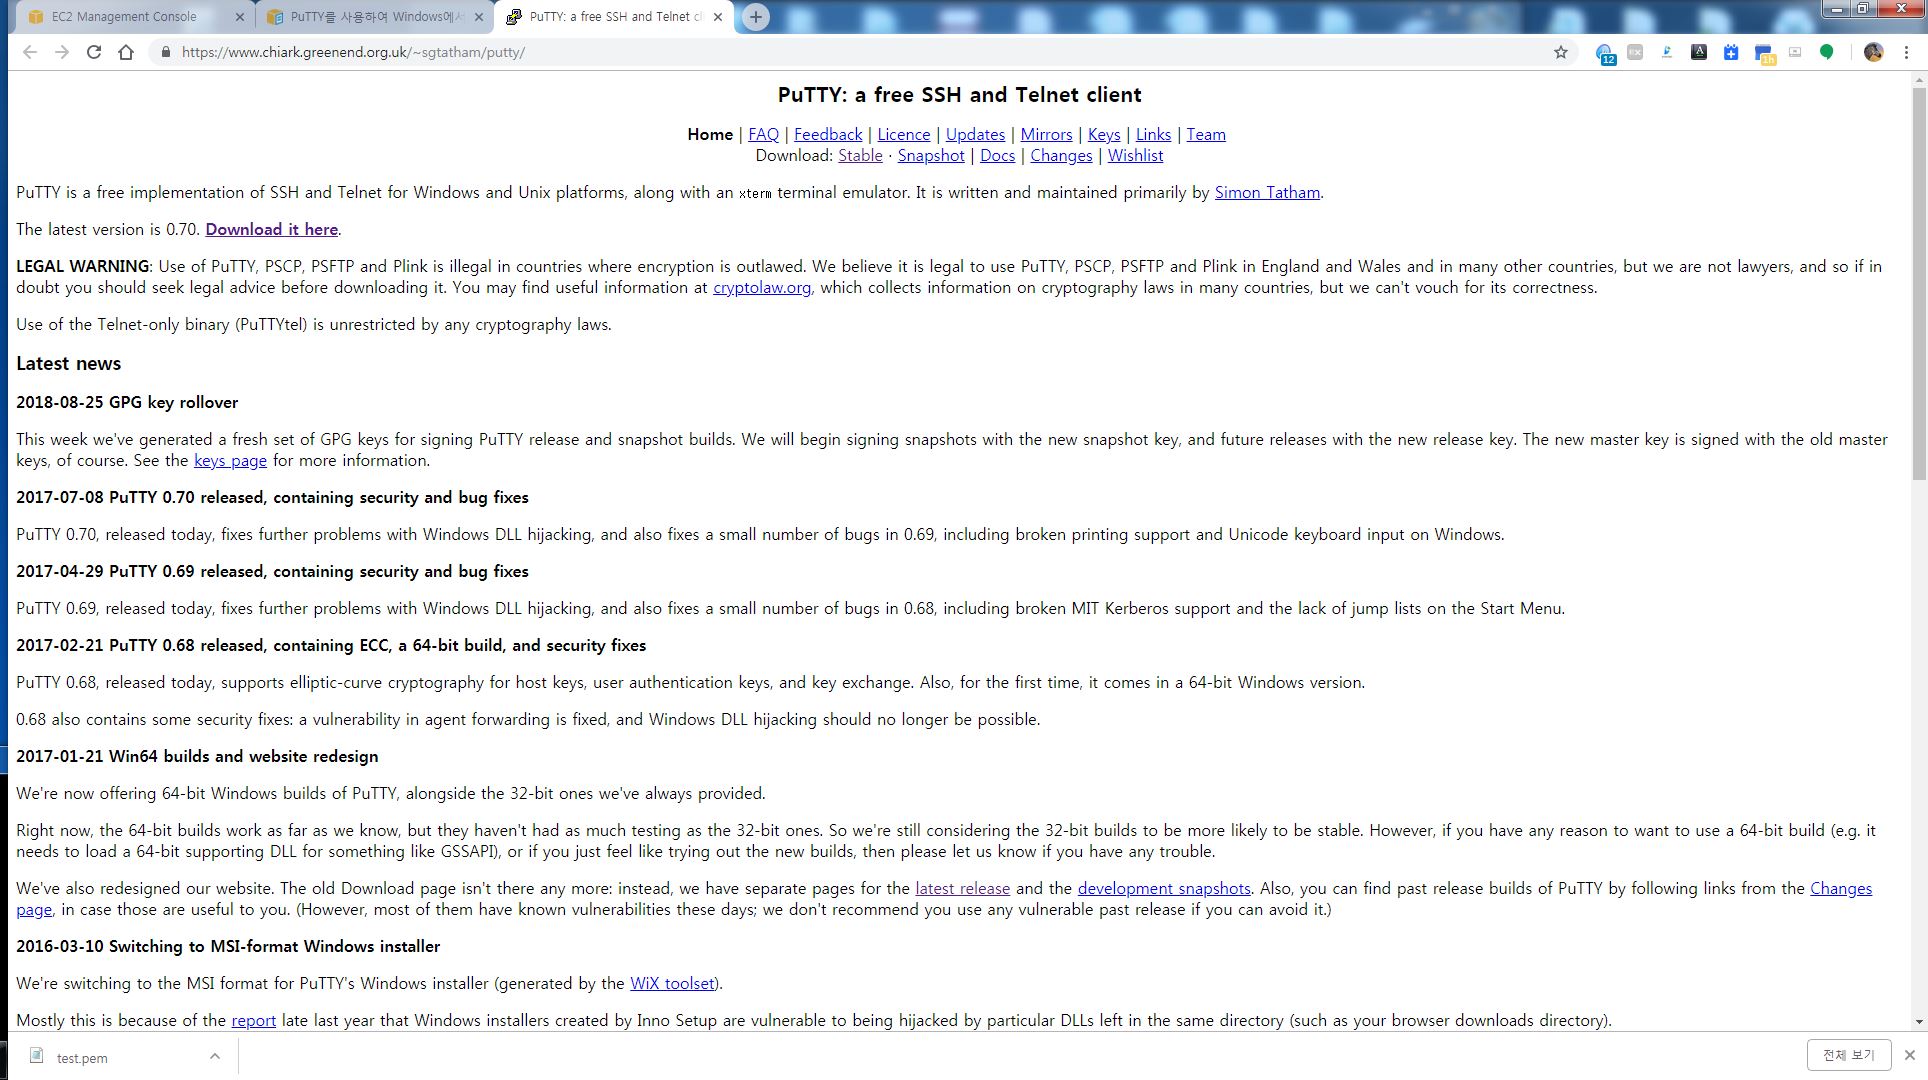 EC2 Management Console
PuTTY를 사용하여 Windows에서
PuTTY: a free SSH and Telnet cl
https://www.chiark.greenend.org.uk/~sgtatham/putty/
12
EX
A
1h
PuTTY: a free SSH and Telnet client
Home | FAQ | Feedback | Licence | Updates | Mirrors | Keys | Links | Team
Download: Stable · Snapshot | Docs | Changes | Wishlist
PuTTY is a free implementation of SSH and Telnet for Windows and Unix platforms, along with an xterm terminal emulator. It is written and maintained primarily by Simon Tatham.
The latest version is 0.70. Download it here.
LEGAL WARNING: Use of PuTTY, PSCP, PSFTP and Plink is illegal in countries where encryption is outlawed. We believe it is legal to use PuTTY, PSCP, PSFTP and Plink in England and Wales and in many other countries, but we are not lawyers, and so if in
doubt you should seek legal advice before downloading it. You may find useful information at cryptolaw.org, which collects information on cryptography laws in many countries, but we can't vouch for its correctness.
Use of the Telnet-only binary (PuTTYtel) is unrestricted by any cryptography laws.
Latest news
2018-08-25 GPG key rollover
This week we've generated a fresh set of GPG keys for signing PuTTY release and snapshot builds. We will begin signing snapshots with the new snapshot key, and future releases with the new release key. The new master key is signed with the old master
keys, of course. See the keys page for more information.
2017-07-08 PuTTY 0.70 released, containing security and bug fixes
PuTTY 0.70, released today, fixes further problems with Windows DLL hijacking, and also fixes a small number of bugs in 0.69, including broken printing support and Unicode keyboard input on Windows.
2017-04-29 PuTTY 0.69 released, containing security and bug fixes
PuTTY 0.69, released today, fixes further problems with Windows DLL hijacking, and also fixes a small number of bugs in 0.68, including broken MIT Kerberos support and the lack of jump lists on the Start Menu.
2017-02-21 PuTTY 0.68 released, containing ECC, a 64-bit build, and security fixes
PuTTY 0.68, released today, supports elliptic-curve cryptography for host keys, user authentication keys, and key exchange. Also, for the first time, it comes in a 64-bit Windows version.
0.68 also contains some security fixes: a vulnerability in agent forwarding is fixed, and Windows DLL hijacking should no longer be possible.
2017-01-21 Win64 builds and website redesign
We're now offering 64-bit Windows builds of PuTTY, alongside the 32-bit ones we've always provided.
Right now, the 64-bit builds work as far as we know, but they haven't had as much testing as the 32-bit ones. So we're still considering the 32-bit builds to be more likely to be stable. However, if you have any reason to want to use a 64-bit build (e.g. it
needs to load a 64-bit supporting DLL for something like GSSAPI), or if you just feel like trying out the new builds, then please let us know if you have any trouble.
We've also redesigned our website. The old Download page isn't there any more: instead, we have separate pages for the latest release and the development snapshots. Also, you can find past release builds of PuTTY by following links from the Changes
page, in case those are useful to you. (However, most of them have known vulnerabilities these days; we don't recommend you use any vulnerable past release if you can avoid it.)
2016-03-10 Switching to MSI-format Windows installer
We're switching to the MSI format for PuTTY's Windows installer (generated by the WiX toolset).
Mostly this is because of the report late last year that Windows installers created by Inno Setup are vulnerable to being hijacked by particular DLLs left in the same directory (such as your browser downloads directory).
test.pem
전체 보기